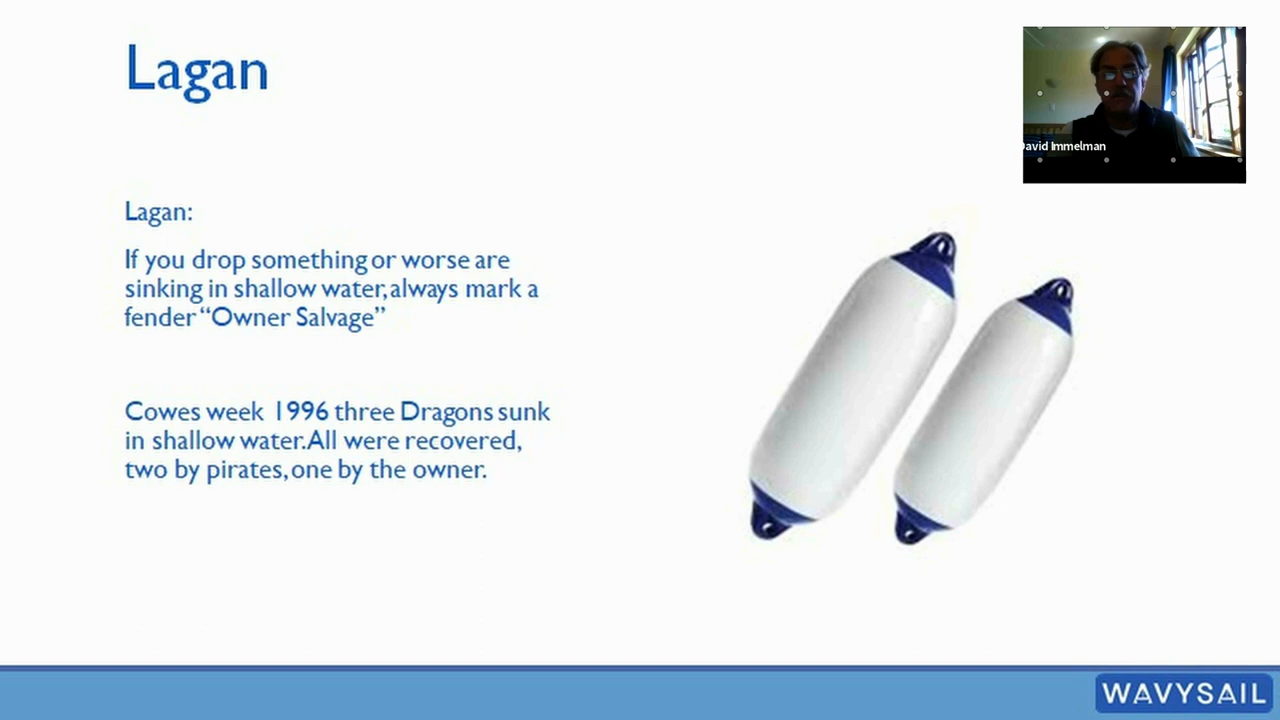 Lagan
David Immelman
Lagan:
If you drop something or worse are
sinking in shallow water, always mark a
fender “Owner Salvage”
Cowes week 1996 three Dragons sunk
in shallow water. All were recovered,
two by pirates, one by the owner.
WAVYSAIL